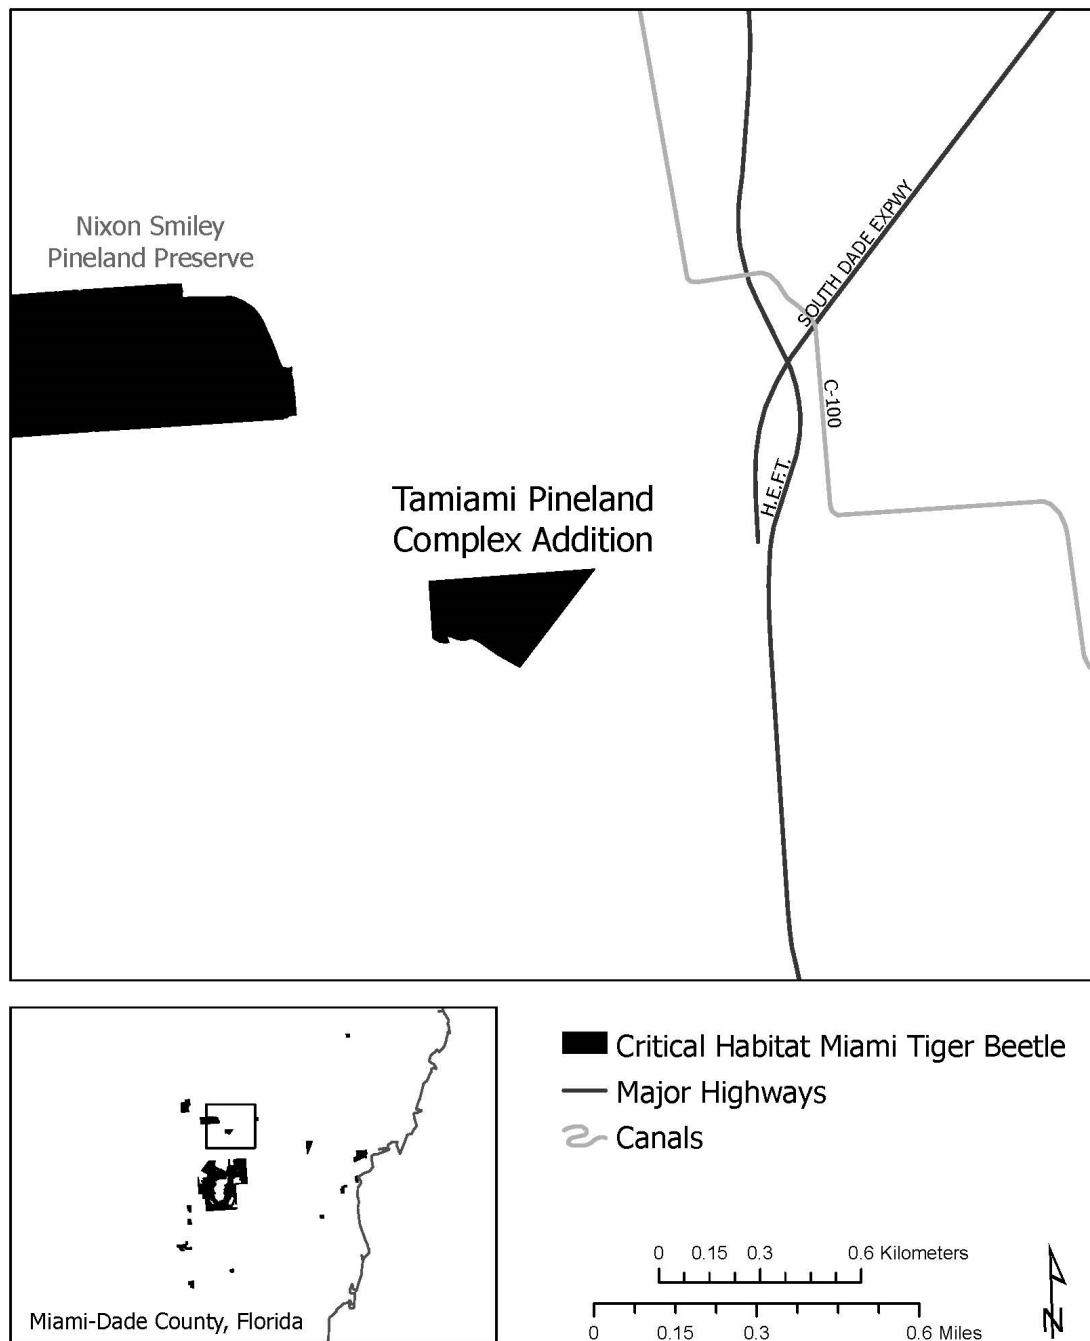 Nixon Smiley
Pineland Preserve
SOUTH DADE EXPWY
C-100
H.E.F.T.
Tamiami Pineland
Complex Addition
Miami-Dade County, Florida
Critical Habitat Miami Tiger Beetle
Major Highways
Canals
0 0.15 0.3 0.6 Kilometers
0 0.15 0.3 0.6 Miles
N